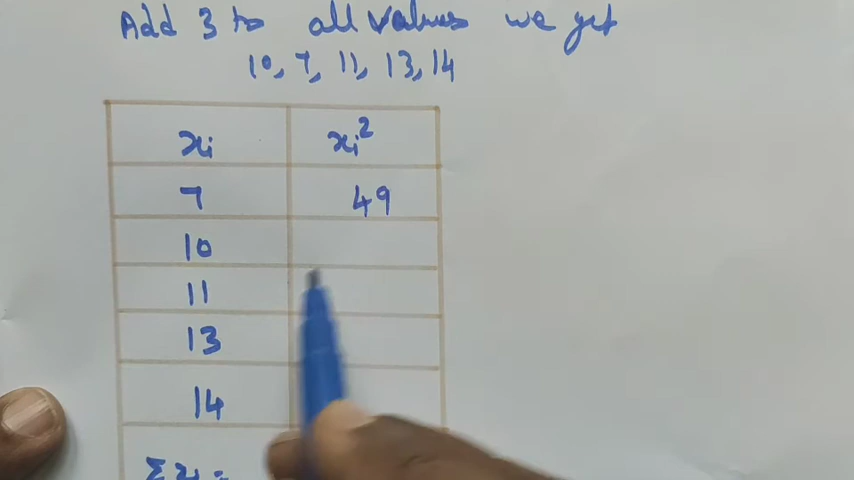 Add 3 to all values we get
10, 7, 11, 13, 14
xi xi²
7 49
10
11
13
14
Σxi =